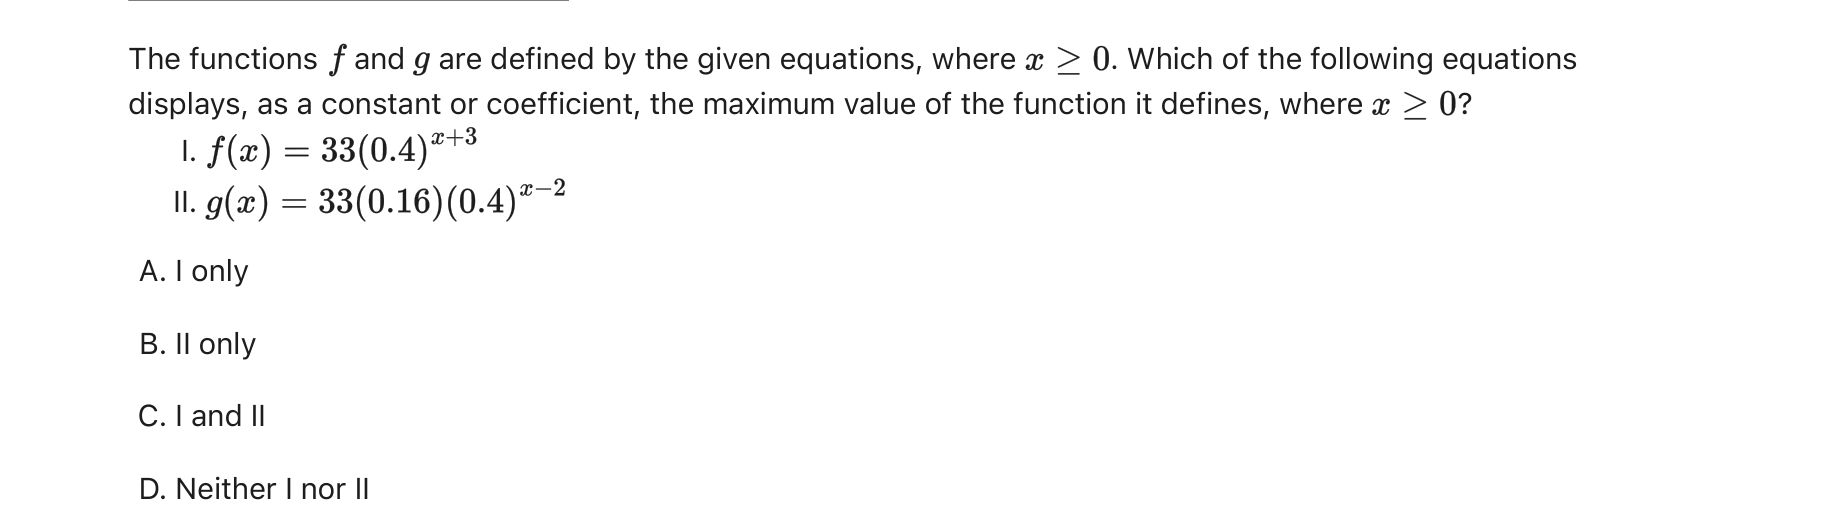 The functions f and g are defined by the given equations, where x ≥ 0. Which of the following equations
displays, as a constant or coefficient, the maximum value of the function it defines, where x ≥ 0?
I. f(x) = 33(0.4)^{x+3}
II. g(x) = 33(0.16)(0.4)^{x−2}
A. I only
B. II only
C. I and II
D. Neither I nor II